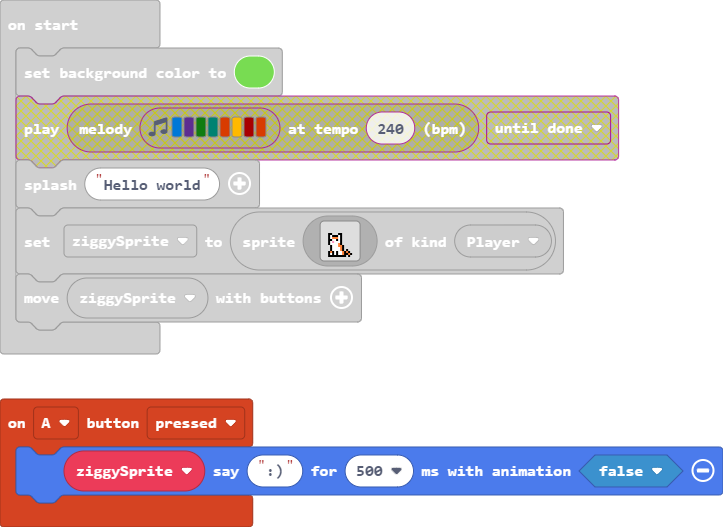 on start
set background color to
play melody at tempo 240 (bpm) until done
splash "Hello world"
set ziggySprite to sprite of kind Player
move ziggySprite with buttons
on A button pressed
ziggySprite say ":)" for 500 ms with animation false